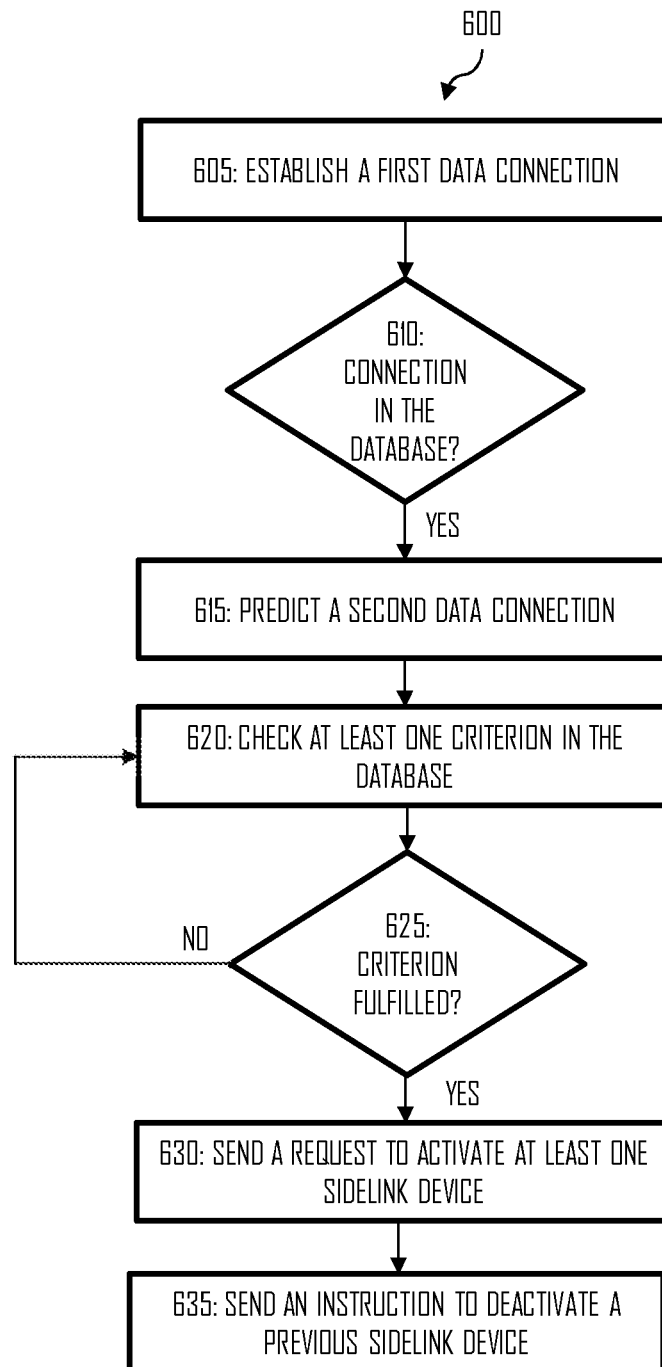 600
605: ESTABLISH A FIRST DATA CONNECTION
610:
CONNECTION
IN THE
DATABASE?
YES
615: PREDICT A SECOND DATA CONNECTION
620: CHECK AT LEAST ONE CRITERION IN THE
DATABASE
625:
CRITERION
FULFILLED?
NO
YES
630: SEND A REQUEST TO ACTIVATE AT LEAST ONE
SIDELINK DEVICE
635: SEND AN INSTRUCTION TO DEACTIVATE A
PREVIOUS SIDELINK DEVICE